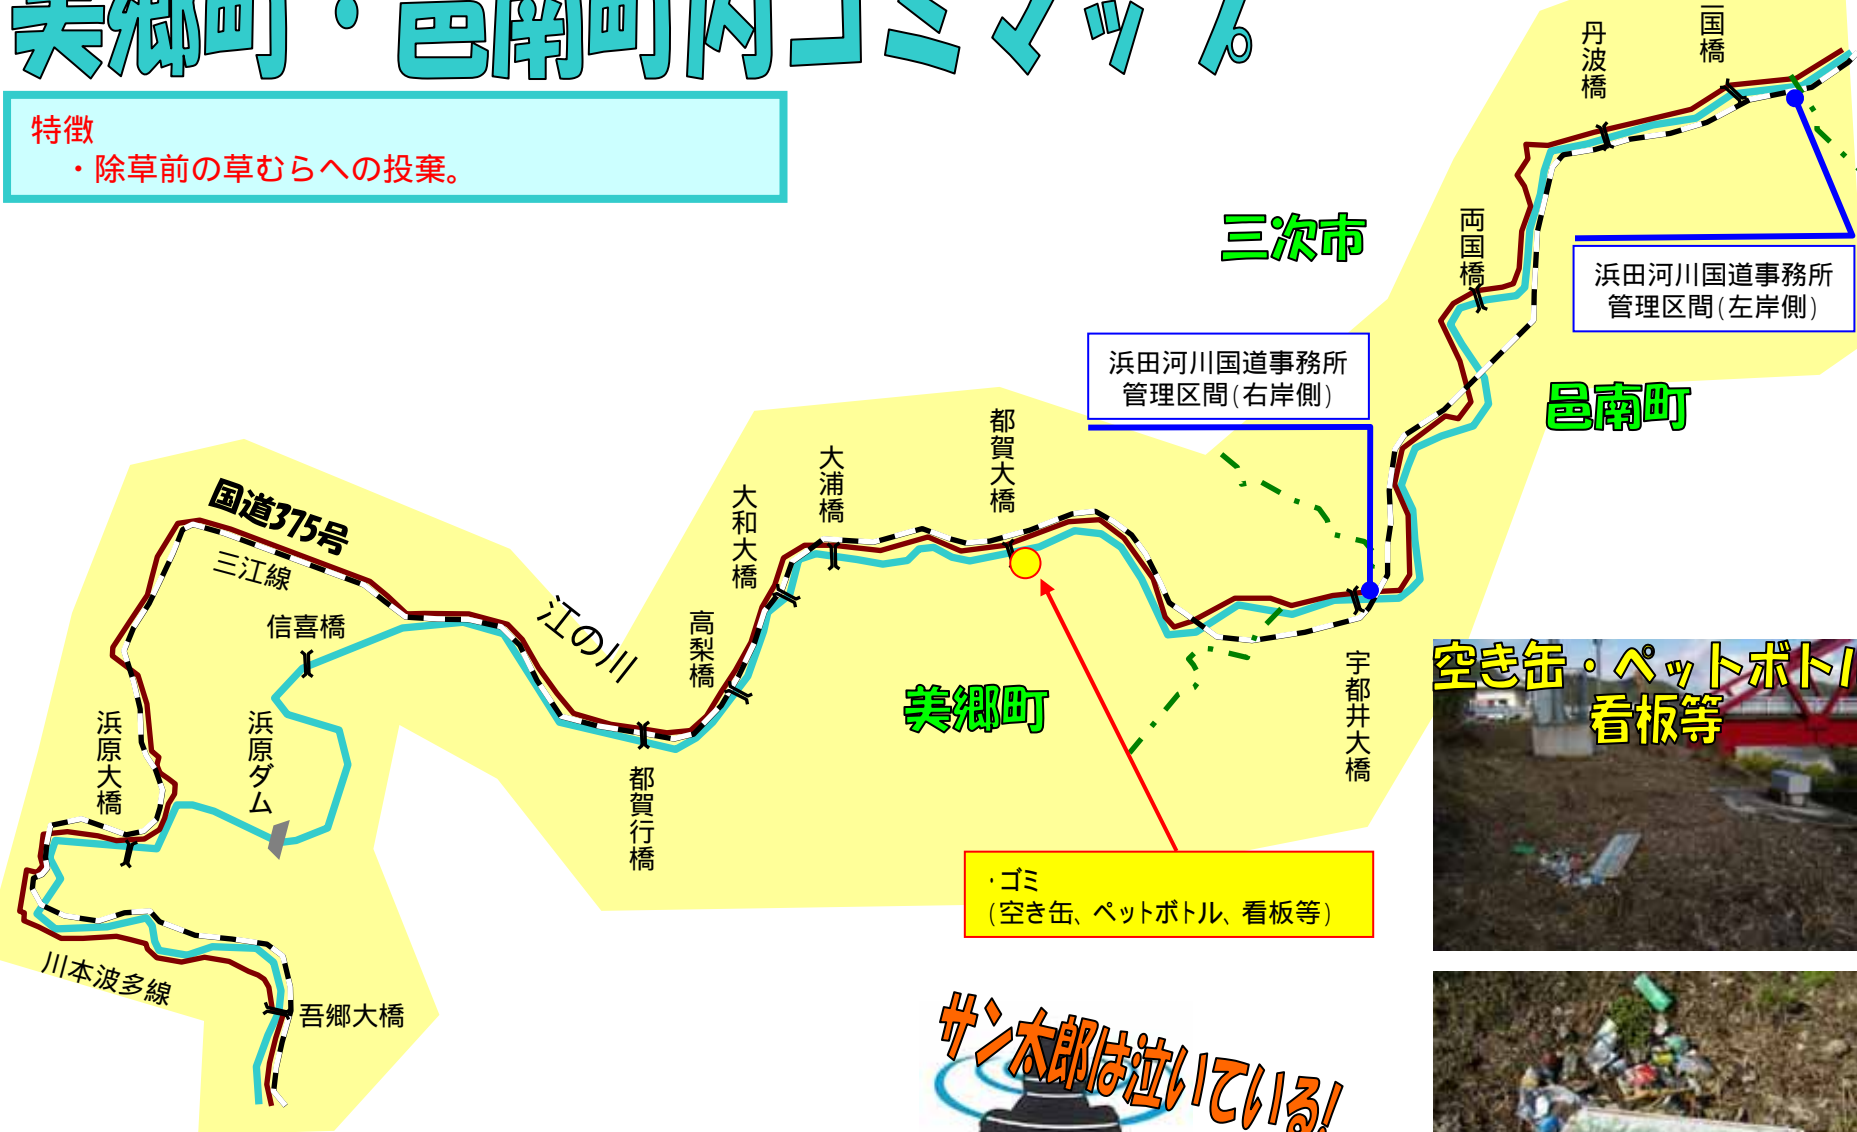 美郷町・邑南町内ゴミマップ
特徴
・除草前の草むらへの投棄。
国橋
丹波橋
両国橋
三次市
浜田河川国道事務所
管理区間(左岸側)
浜田河川国道事務所
管理区間(右岸側)
邑南町
都賀大橋
大浦橋
大和大橋
国道375号
三江線
信喜橋
江の川
高梨橋
美郷町
宇都井大橋
浜原大橋
浜原ダム
都賀行橋
空き缶・ペットボトル
看板等
・ゴミ
(空き缶、ペットボトル、看板等)
川本波多線
吾郷大橋
サン太郎は泣いている!